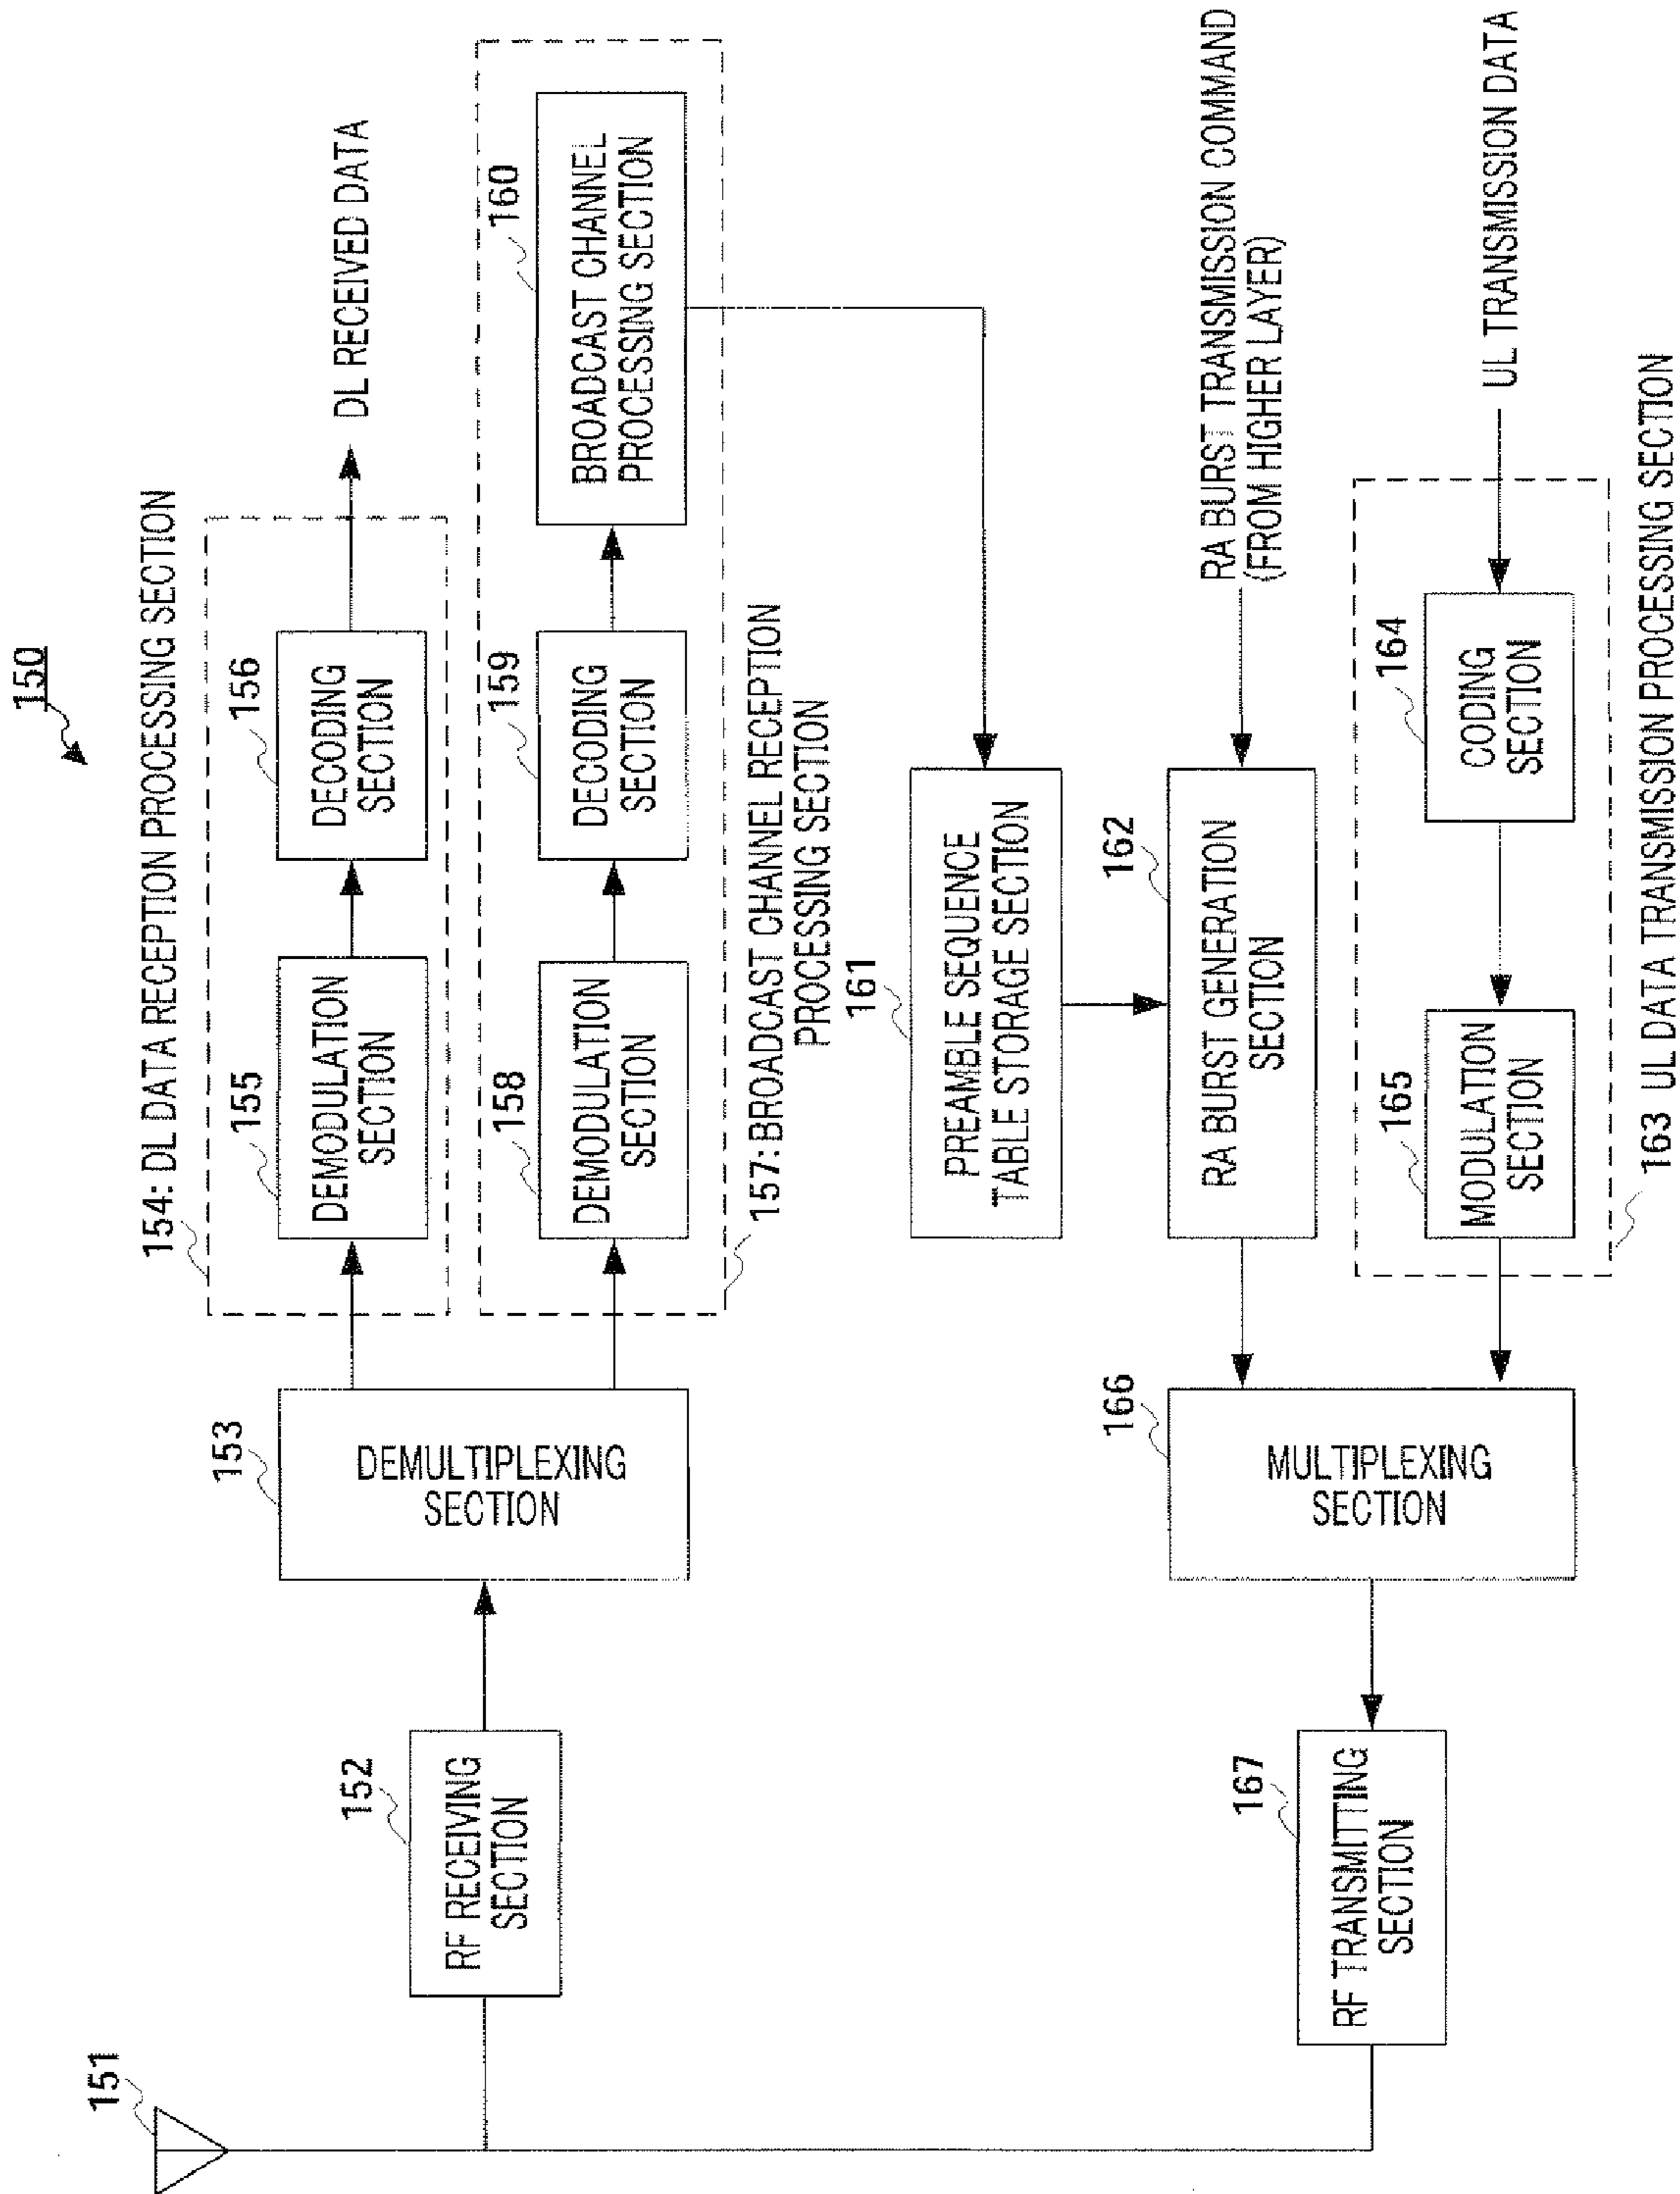 150
154: DL DATA RECEPTION PROCESSING SECTION
151
152
RF RECEIVING
SECTION
153
DEMULTIPLEXING
SECTION
155
DEMODULATION
SECTION
156
DECODING
SECTION
DL RECEIVED DATA
158
DEMODULATION
SECTION
159
DECODING
SECTION
160
BROADCAST CHANNEL
PROCESSING SECTION
157: BROADCAST CHANNEL RECEPTION
PROCESSING SECTION
161
PREAMBLE SEQUENCE
TABLE STORAGE SECTION
162
RA BURST GENERATION
SECTION
RA BURST TRANSMISSION COMMAND
(FROM HIGHER LAYER)
167
RF TRANSMITTING
SECTION
166
MULTIPLEXING
SECTION
165
MODULATION
SECTION
164
CODING
SECTION
UL TRANSMISSION DATA
163 UL DATA TRANSMISSION PROCESSING SECTION